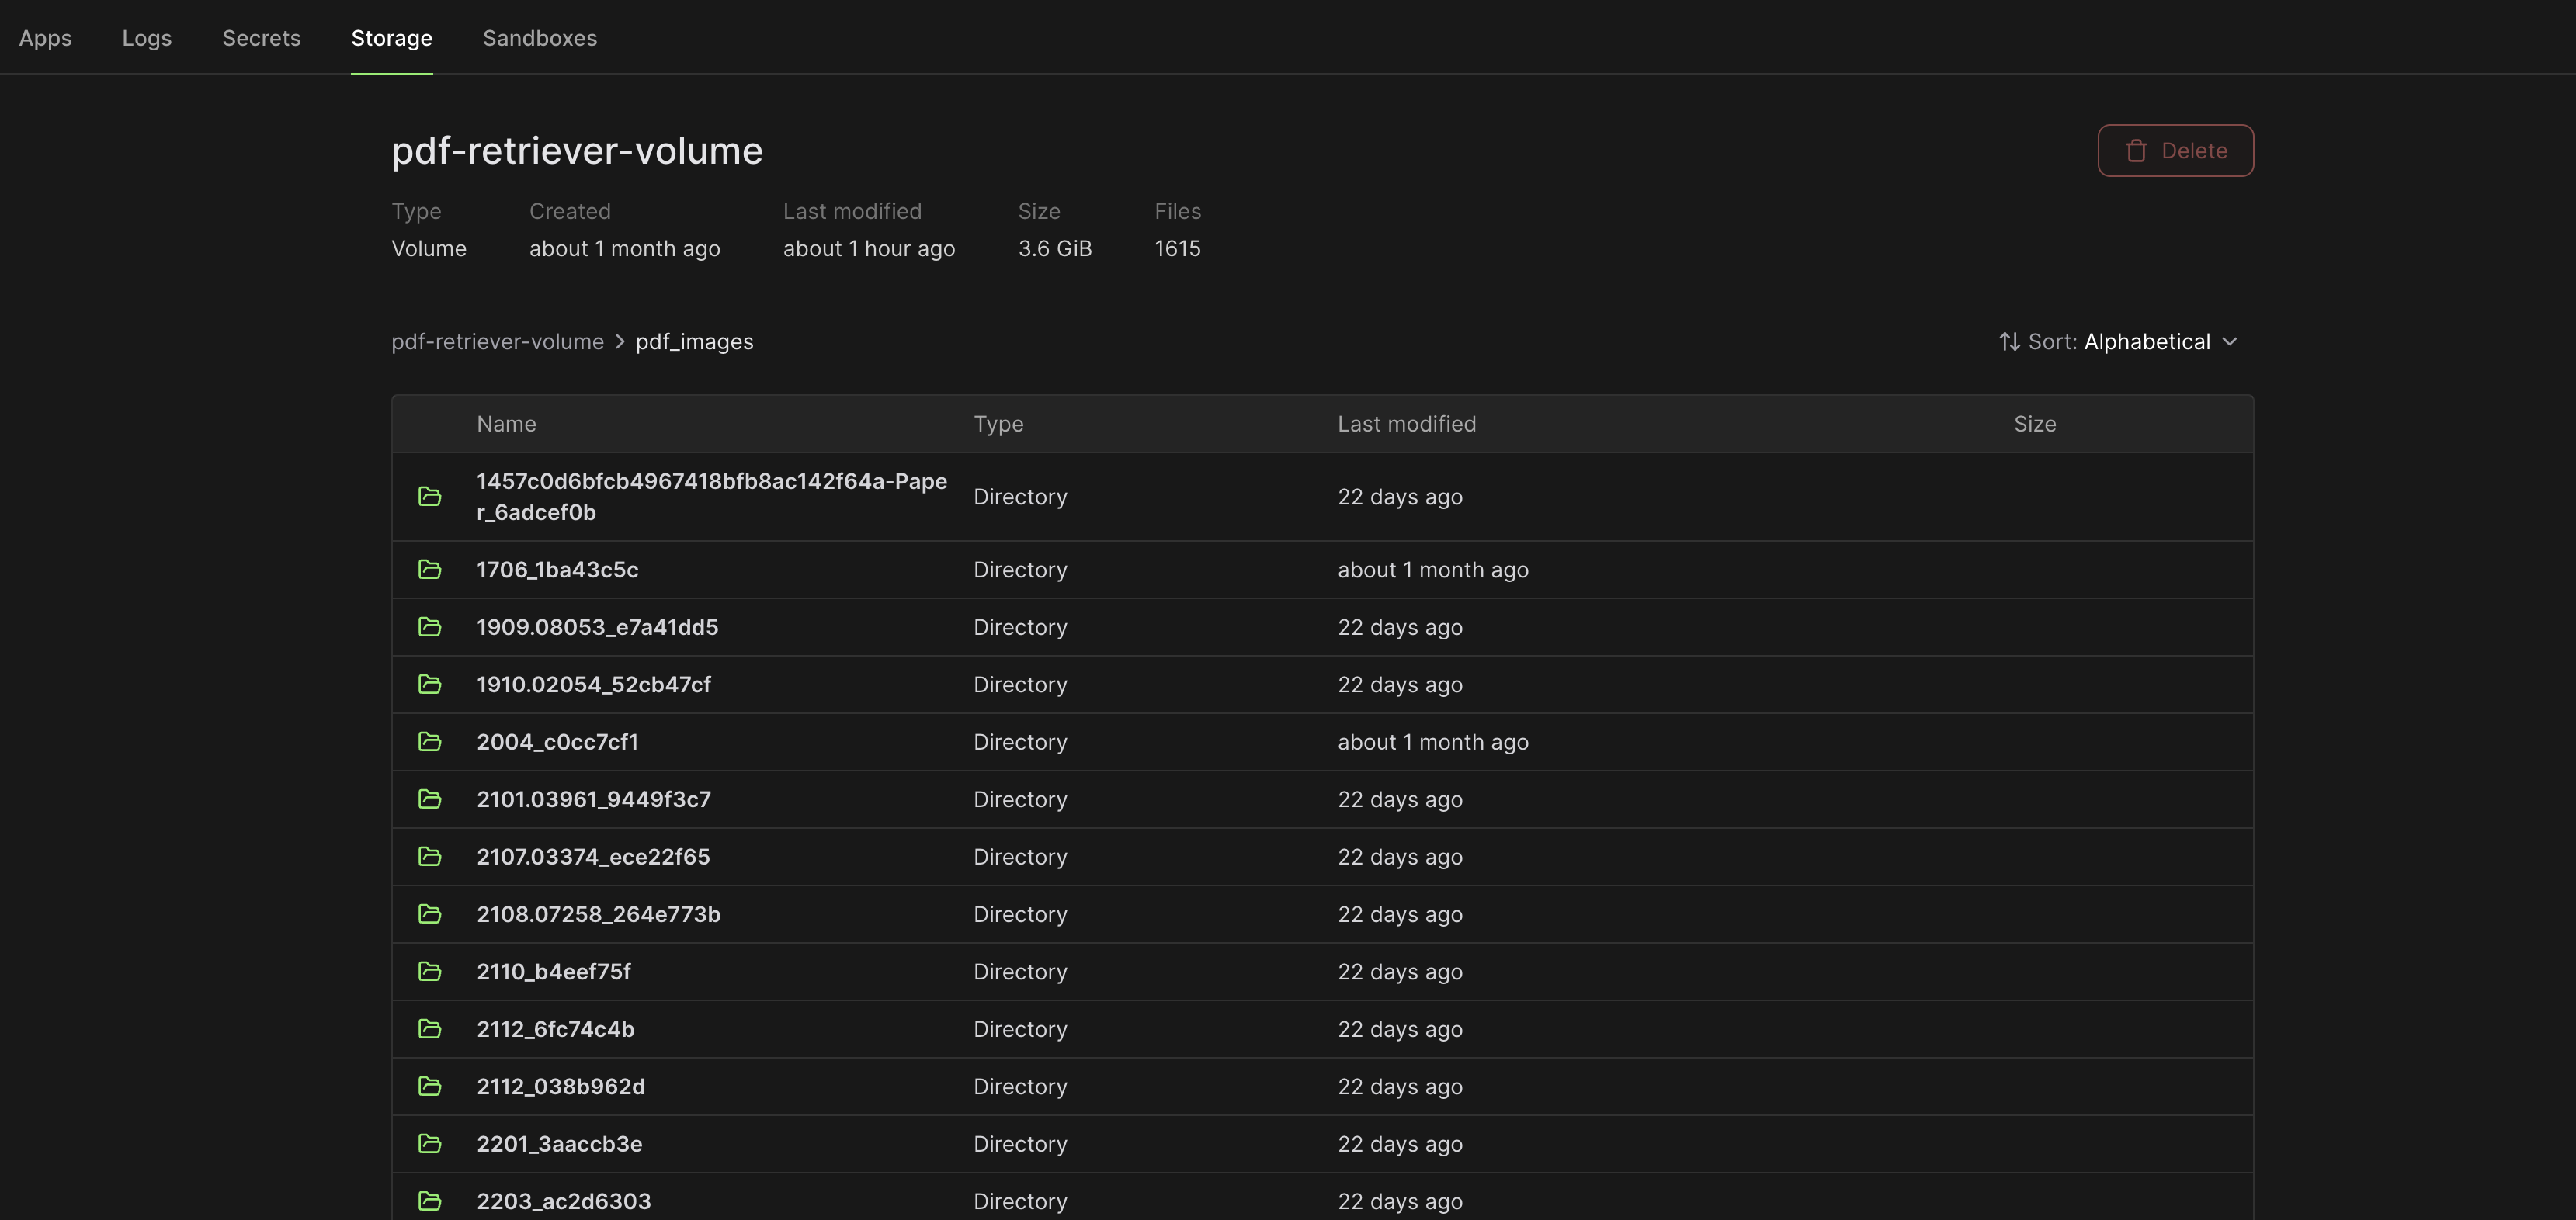 Apps Logs Secrets Storage Sandboxes
pdf-retriever-volume
Delete
Type Created Last modified Size Files
Volume about 1 month ago about 1 hour ago 3.6 GiB 1615
pdf-retriever-volume > pdf_images
Sort: Alphabetical
Name Type Last modified Size
1457c0d6bfcb4967418bfb8ac142f64a-Pape
r_6adcef0b
Directory 22 days ago
1706_1ba43c5c Directory about 1 month ago
1909.08053_e7a41dd5 Directory 22 days ago
1910.02054_52cb47cf Directory 22 days ago
2004_c0cc7cf1 Directory about 1 month ago
2101.03961_9449f3c7 Directory 22 days ago
2107.03374_ece22f65 Directory 22 days ago
2108.07258_264e773b Directory 22 days ago
2110_b4eef75f Directory 22 days ago
2112_6fc74c4b Directory 22 days ago
2112_038b962d Directory 22 days ago
2201_3aaccb3e Directory 22 days ago
2203_ac2d6303 Directory 22 days ago